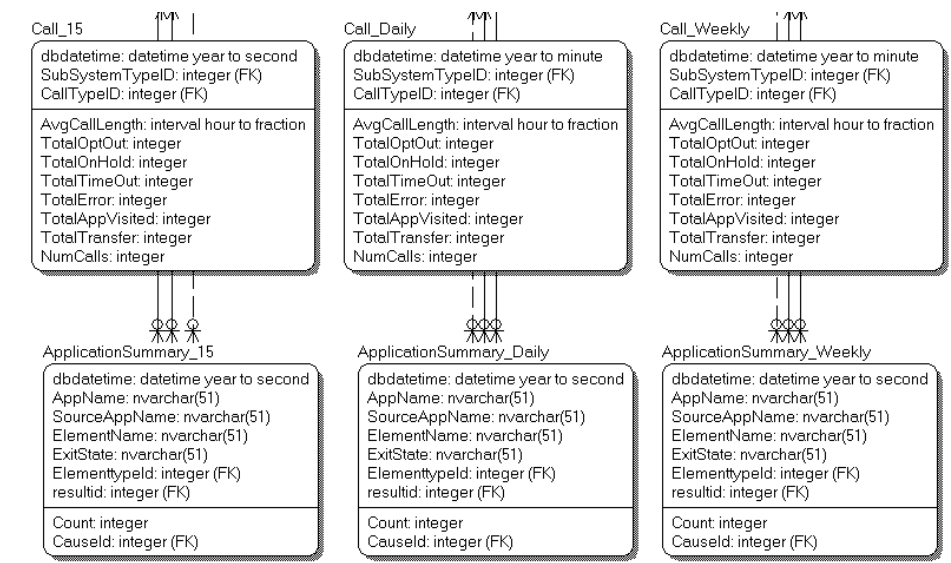 Call_15
dbdatetime: datetime year to second
SubSystemTypeID: integer (FK)
CallTypeID: integer (FK)
AvgCallLength: interval hour to fraction
TotalOptOut: integer
TotalOnHold: integer
TotalTimeOut: integer
TotalError: integer
TotalAppVisited: integer
TotalTransfer: integer
NumCalls: integer
Call_Daily
dbdatetime: datetime year to minute
SubSystemTypeID: integer (FK)
CallTypeID: integer (FK)
AvgCallLength: interval hour to fraction
TotalOptOut: integer
TotalOnHold: integer
TotalTimeOut: integer
TotalError: integer
TotalAppVisited: integer
TotalTransfer: integer
NumCalls: integer
Call_Weekly
dbdatetime: datetime year to minute
SubSystemTypeID: integer (FK)
CallTypeID: integer (FK)
AvgCallLength: interval hour to fraction
TotalOptOut: integer
TotalOnHold: integer
TotalTimeOut: integer
TotalError: integer
TotalAppVisited: integer
TotalTransfer: integer
NumCalls: integer
ApplicationSummary_15
dbdatetime: datetime year to second
AppName: nvarchar(51)
SourceAppName: nvarchar(51)
ElementName: nvarchar(51)
ExitState: nvarchar(51)
ElementtypeId: integer (FK)
resultid: integer (FK)
Count: integer
CauseId: integer (FK)
ApplicationSummary_Daily
dbdatetime: datetime year to second
AppName: nvarchar(51)
SourceAppName: nvarchar(51)
ElementName: nvarchar(51)
ExitState: nvarchar(51)
ElementtypeId: integer (FK)
resultid: integer (FK)
Count: integer
CauseId: integer (FK)
ApplicationSummary_Weekly
dbdatetime: datetime year to second
AppName: nvarchar(51)
SourceAppName: nvarchar(51)
ElementName: nvarchar(51)
ExitState: nvarchar(51)
ElementtypeId: integer (FK)
resultid: integer (FK)
Count: integer
CauseId: integer (FK)